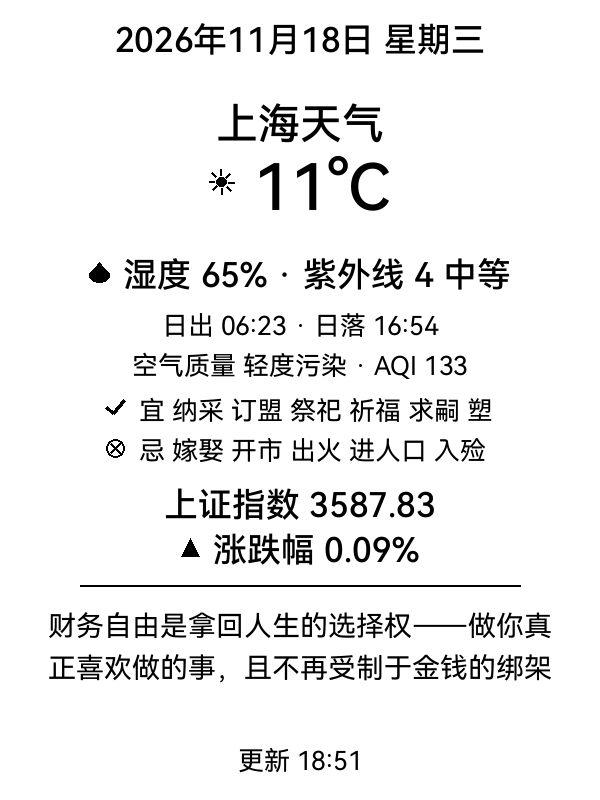 2026年11月18日 星期三
上海天气
11°C
湿度 65% · 紫外线 4 中等
日出 06:23 · 日落 16:54
空气质量 轻度污染 · AQI 133
宜 纳采 订盟 祭祀 祈福 求嗣 塑
忌 嫁娶 开市 出火 进人口 入殓
上证指数 3587.83
▲ 涨跌幅 0.09%
财务自由是拿回人生的选择权——做你真
正喜欢做的事，且不再受制于金钱的绑架
更新 18:51